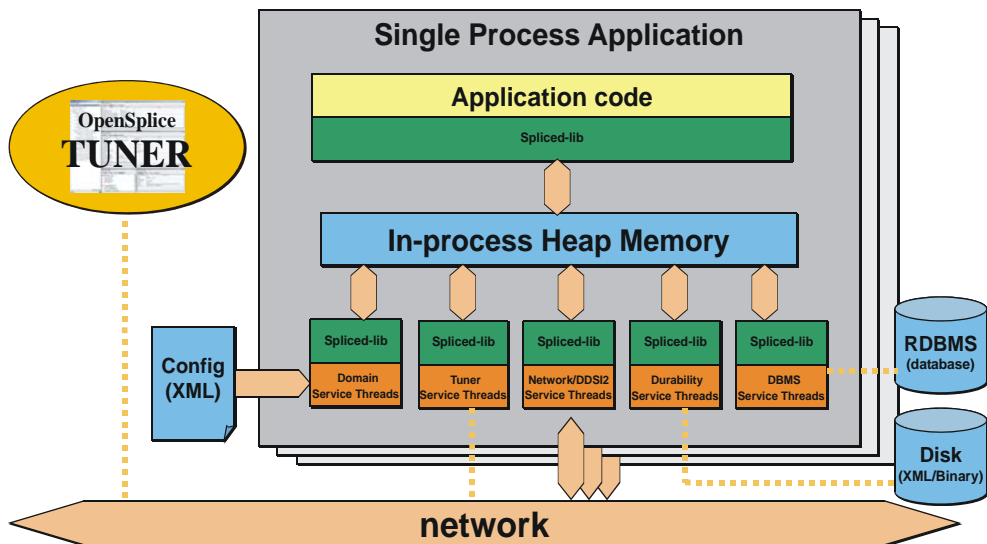 Single Process Application
OpenSplice
TUNER
Application code
Spliced-lib
In-process Heap Memory
Config
(XML)
Spliced-lib
Domain
Service Threads
Spliced-lib
Tuner
Service Threads
Spliced-lib
Network/DDSI2
Service Threads
Spliced-lib
Durability
Service Threads
Spliced-lib
DBMS
Service Threads
RDBMS
(database)
Disk
(XML/Binary)
network